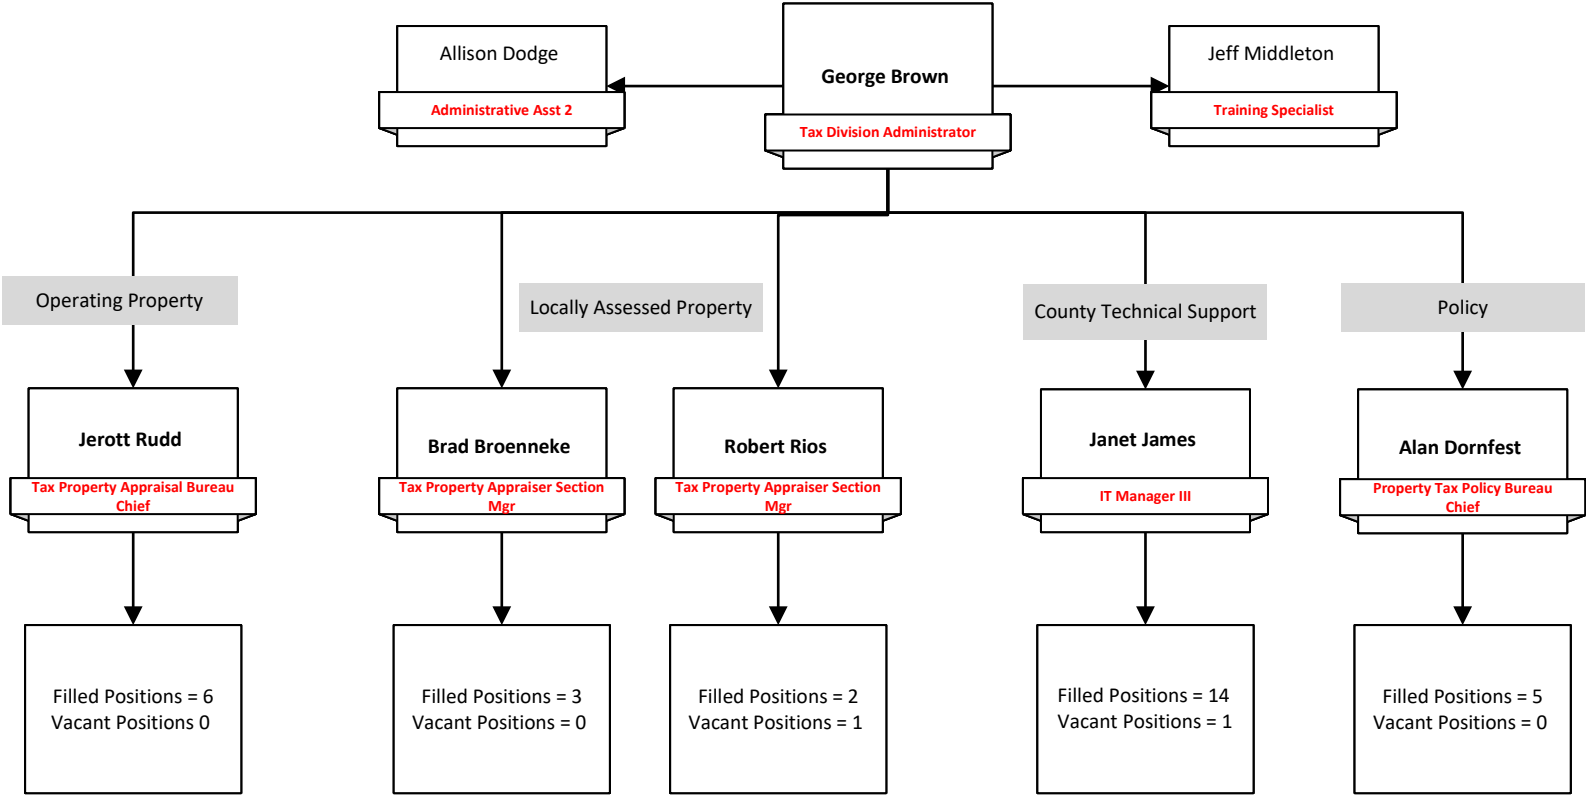 Allison Dodge
Administrative Asst 2
George Brown
Tax Division Administrator
Jeff Middleton
Training Specialist
Operating Property
Locally Assessed Property
County Technical Support
Policy
Jerott Rudd
Tax Property Appraisal Bureau
Chief
Brad Broenneke
Tax Property Appraiser Section
Mgr
Robert Rios
Tax Property Appraiser Section
Mgr
Janet James
IT Manager III
Alan Dornfest
Property Tax Policy Bureau
Chief
Filled Positions = 6
Vacant Positions 0
Filled Positions = 3
Vacant Positions = 0
Filled Positions = 2
Vacant Positions = 1
Filled Positions = 14
Vacant Positions = 1
Filled Positions = 5
Vacant Positions = 0